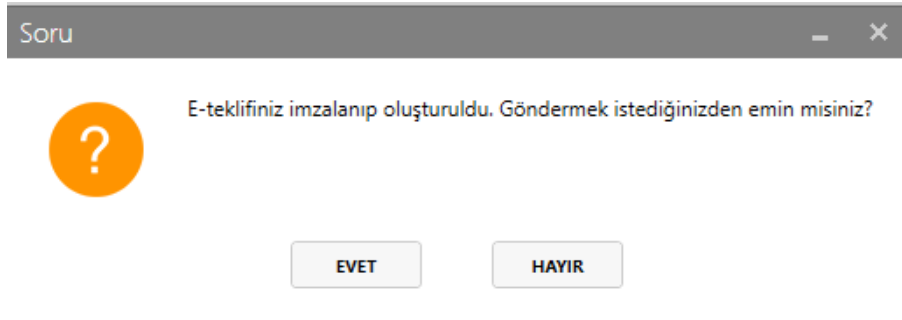 Soru
E-teklifiniz imzalanıp oluşturuldu. Göndermek istediğinizden emin misiniz?
?
EVET
HAYIR